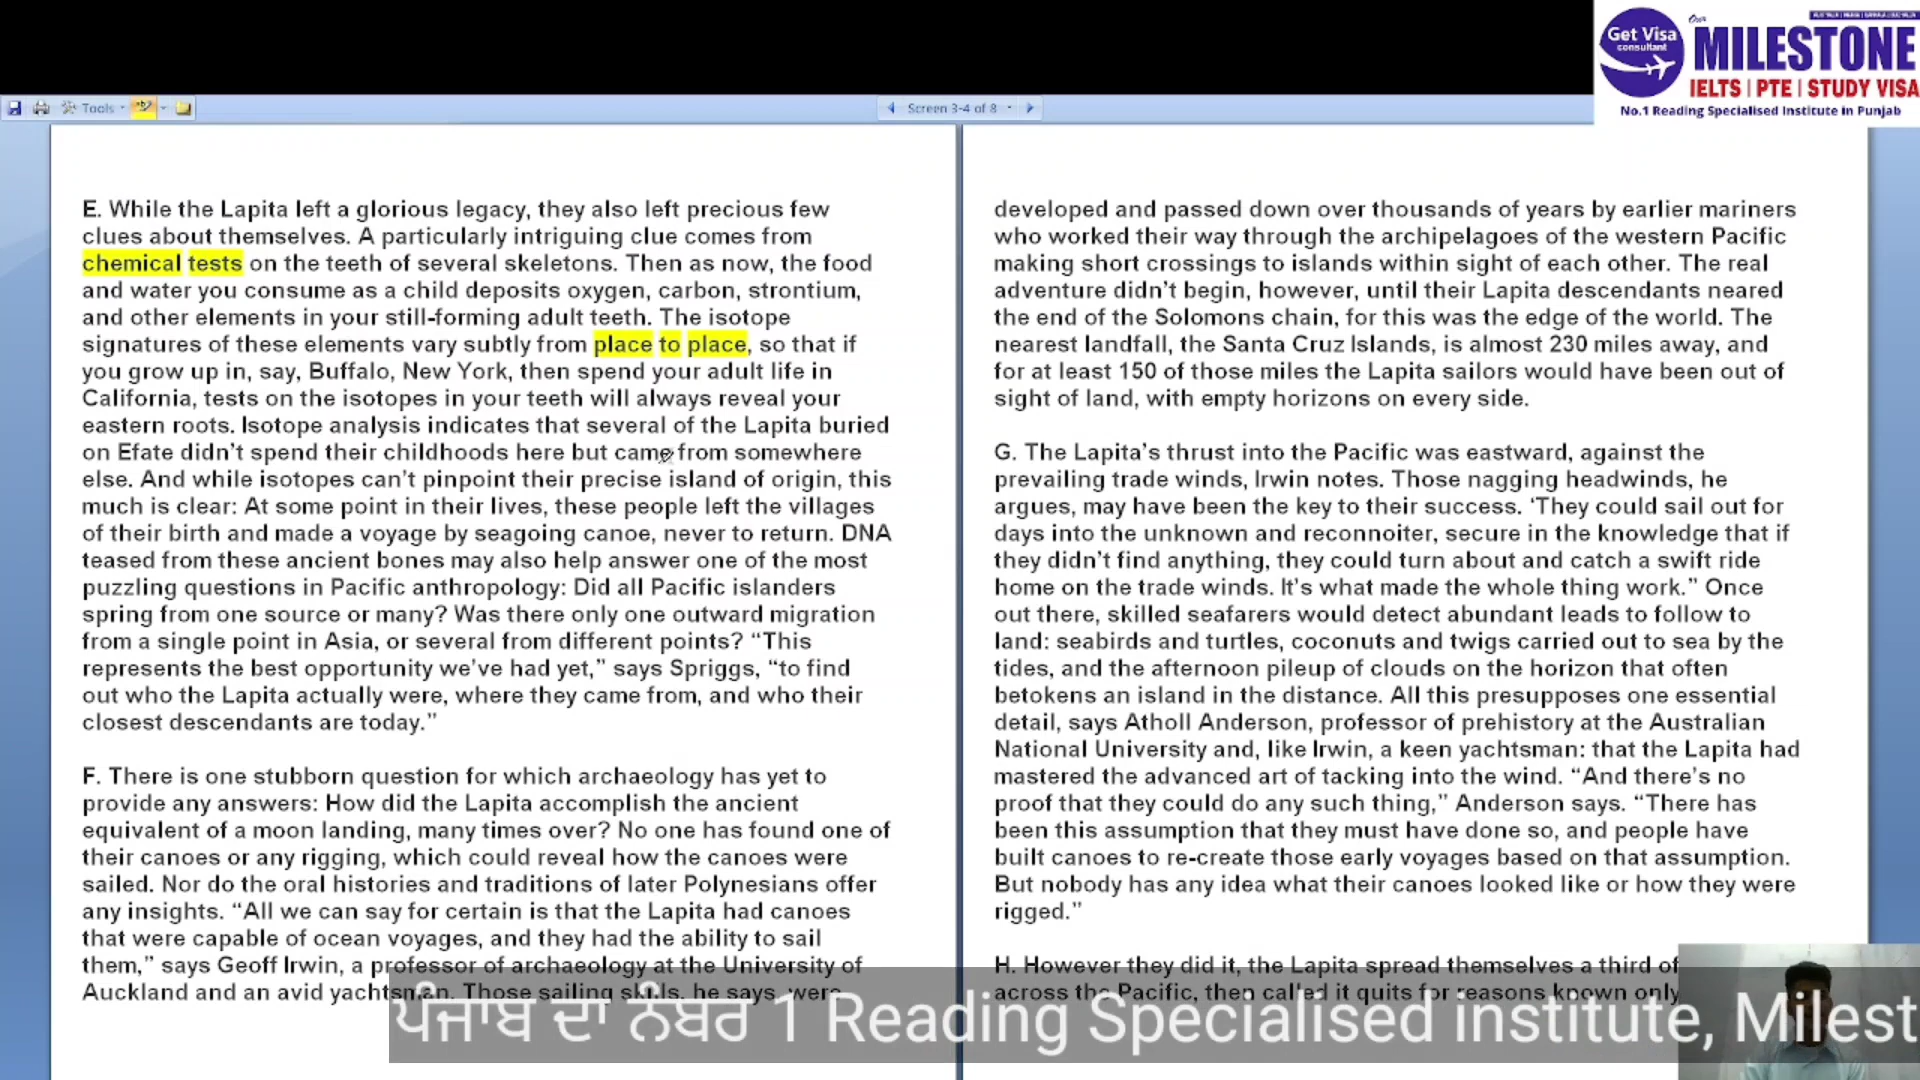 Get Visa
consultant
Our
MILESTONE
IELTS | PTE | STUDY VISA
No.1 Reading Specialised Institute in Punjab
Tools
Screen 3-4 of 8
E. While the Lapita left a glorious legacy, they also left precious few
clues about themselves. A particularly intriguing clue comes from
chemical tests on the teeth of several skeletons. Then as now, the food
and water you consume as a child deposits oxygen, carbon, strontium,
and other elements in your still-forming adult teeth. The isotope
signatures of these elements vary subtly from place to place, so that if
you grow up in, say, Buffalo, New York, then spend your adult life in
California, tests on the isotopes in your teeth will always reveal your
eastern roots. Isotope analysis indicates that several of the Lapita buried
on Efate didn't spend their childhoods here but came from somewhere
else. And while isotopes can't pinpoint their precise island of origin, this
much is clear: At some point in their lives, these people left the villages
of their birth and made a voyage by seagoing canoe, never to return. DNA
teased from these ancient bones may also help answer one of the most
puzzling questions in Pacific anthropology: Did all Pacific islanders
spring from one source or many? Was there only one outward migration
from a single point in Asia, or several from different points? “This
represents the best opportunity we've had yet,” says Spriggs, “to find
out who the Lapita actually were, where they came from, and who their
closest descendants are today.”
F. There is one stubborn question for which archaeology has yet to
provide any answers: How did the Lapita accomplish the ancient
equivalent of a moon landing, many times over? No one has found one of
their canoes or any rigging, which could reveal how the canoes were
sailed. Nor do the oral histories and traditions of later Polynesians offer
any insights. “All we can say for certain is that the Lapita had canoes
that were capable of ocean voyages, and they had the ability to sail
them,” says Geoff Irwin, a professor of archaeology at the University of
Auckland and an avid yachtsman. Those sailing skills, he says, were
developed and passed down over thousands of years by earlier mariners
who worked their way through the archipelagoes of the western Pacific
making short crossings to islands within sight of each other. The real
adventure didn't begin, however, until their Lapita descendants neared
the end of the Solomons chain, for this was the edge of the world. The
nearest landfall, the Santa Cruz Islands, is almost 230 miles away, and
for at least 150 of those miles the Lapita sailors would have been out of
sight of land, with empty horizons on every side.
G. The Lapita's thrust into the Pacific was eastward, against the
prevailing trade winds, Irwin notes. Those nagging headwinds, he
argues, may have been the key to their success. ‘They could sail out for
days into the unknown and reconnoiter, secure in the knowledge that if
they didn't find anything, they could turn about and catch a swift ride
home on the trade winds. It's what made the whole thing work.” Once
out there, skilled seafarers would detect abundant leads to follow to
land: seabirds and turtles, coconuts and twigs carried out to sea by the
tides, and the afternoon pileup of clouds on the horizon that often
betokens an island in the distance. All this presupposes one essential
detail, says Atholl Anderson, professor of prehistory at the Australian
National University and, like Irwin, a keen yachtsman: that the Lapita had
mastered the advanced art of tacking into the wind. “And there's no
proof that they could do any such thing,” Anderson says. “There has
been this assumption that they must have done so, and people have
built canoes to re-create those early voyages based on that assumption.
But nobody has any idea what their canoes looked like or how they were
rigged.”
H. However they did it, the Lapita spread themselves a third of
across the Pacific, then called it quits for reasons known only
ਪੰਜਾਬ ਦਾ ਨੰਬਰ 1 Reading Specialised institute, Milest